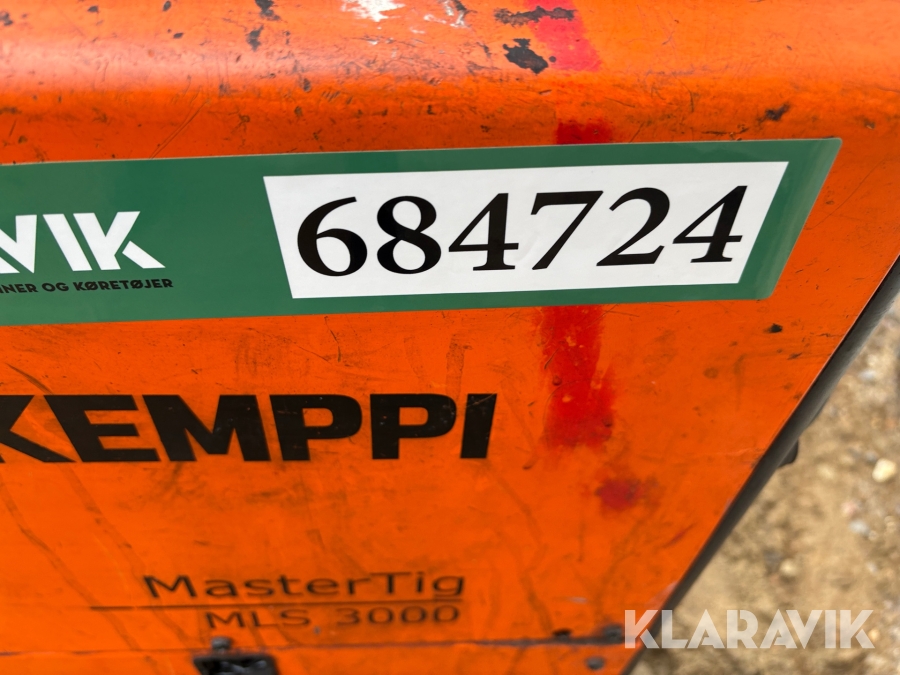 684724
VIK
NER OG KØRETØJER
KEMPPI
MasterTig
MLS 3000
KLARAVIK